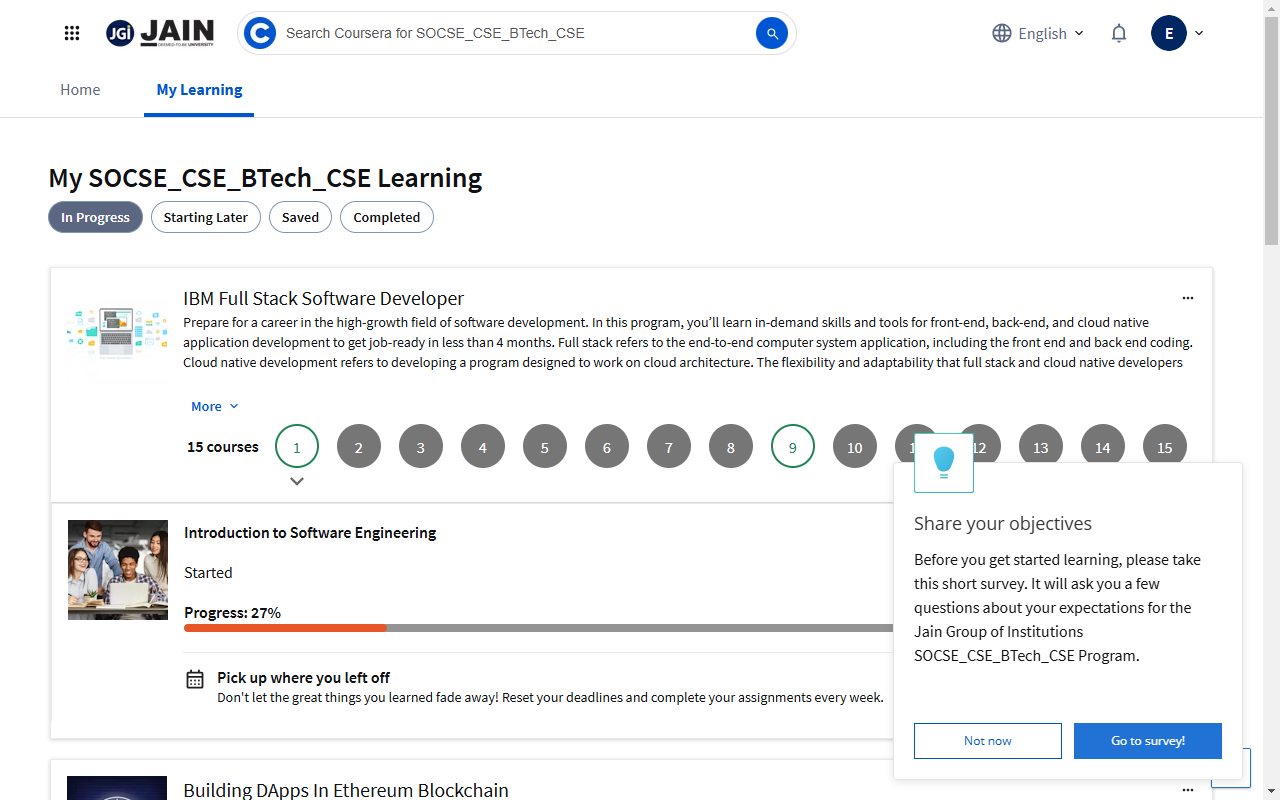 JGi JAIN
DEEMED-TO-BE UNIVERSITY
Search Coursera for SOCSE_CSE_BTech_CSE
English
E
Home
My Learning
My SOCSE_CSE_BTech_CSE Learning
In Progress
Starting Later
Saved
Completed
IBM Full Stack Software Developer
Prepare for a career in the high-growth field of software development. In this program, you’ll learn in-demand skills and tools for front-end, back-end, and cloud native
application development to get job-ready in less than 4 months. Full stack refers to the end-to-end computer system application, including the front end and back end coding.
Cloud native development refers to developing a program designed to work on cloud architecture. The flexibility and adaptability that full stack and cloud native developers
More
15 courses 1 2 3 4 5 6 7 8 9 10 12 13 14 15
Introduction to Software Engineering
Started
Progress: 27%
Pick up where you left off
Don't let the great things you learned fade away! Reset your deadlines and complete your assignments every week.
Share your objectives
Before you get started learning, please take
this short survey. It will ask you a few
questions about your expectations for the
Jain Group of Institutions
SOCSE_CSE_BTech_CSE Program.
Not now
Go to survey!
Building DApps In Ethereum Blockchain